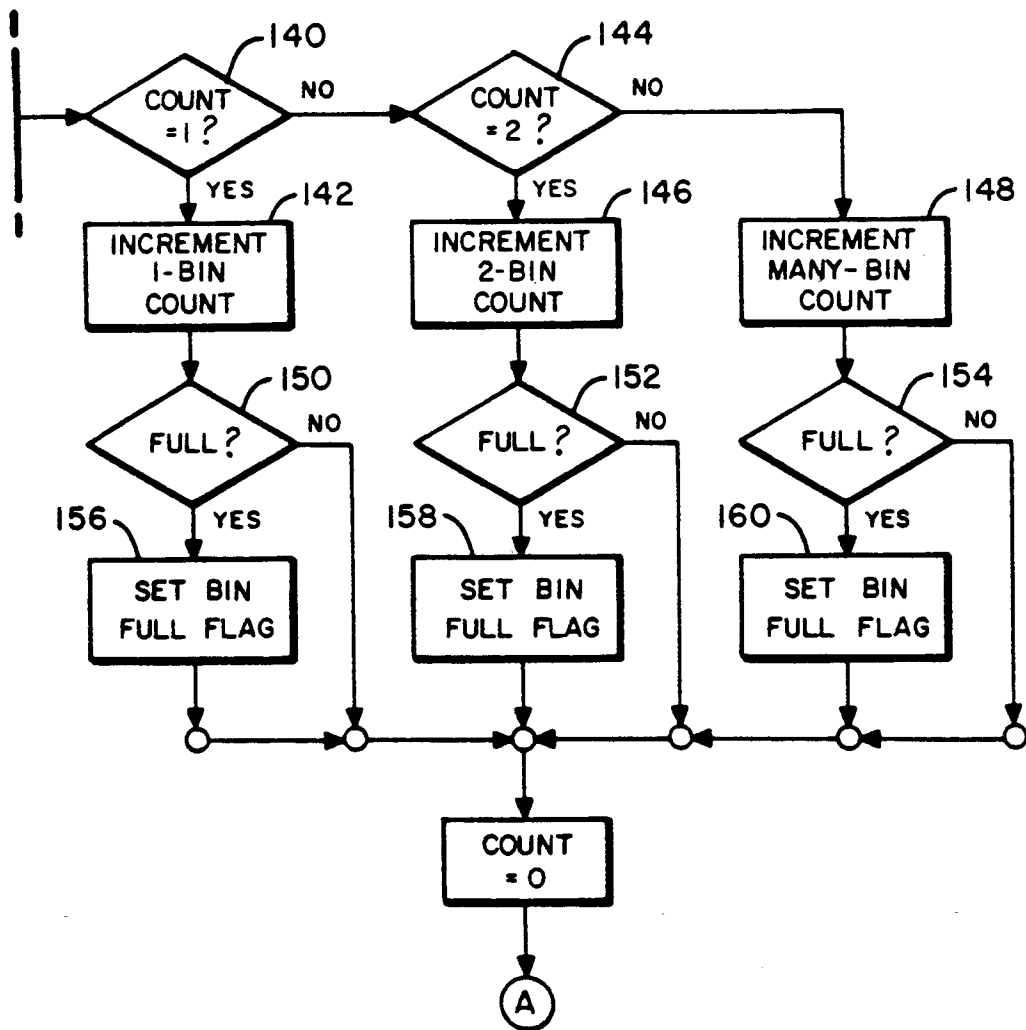 140
COUNT
=1?
NO
144
COUNT
=2?
NO
YES
142
INCREMENT
1-BIN
COUNT
YES
146
INCREMENT
2-BIN
COUNT
148
INCREMENT
MANY-BIN
COUNT
150
FULL?
NO
152
FULL?
NO
154
FULL?
NO
YES
156
SET BIN
FULL FLAG
YES
158
SET BIN
FULL FLAG
YES
160
SET BIN
FULL FLAG
COUNT
=0
A